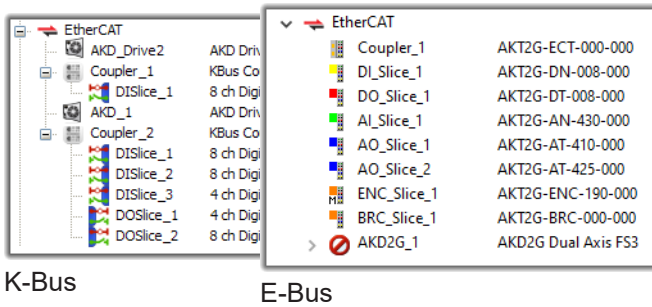 EtherCAT
AKD_Drive2 AKD Driv
Coupler_1 KBus Co
DISlice_1 8 ch Digi
AKD_1 AKD Driv
Coupler_2 KBus Co
DISlice_1 8 ch Digi
DISlice_2 8 ch Digi
DISlice_3 4 ch Digi
DOSlice_1 4 ch Digi
DOSlice_2 8 ch Digi
K-Bus
EtherCAT
Coupler_1 AKT2G-ECT-000-000
DI_Slice_1 AKT2G-DN-008-000
DO_Slice_1 AKT2G-DT-008-000
AI_Slice_1 AKT2G-AN-430-000
AO_Slice_1 AKT2G-AT-410-000
AO_Slice_2 AKT2G-AT-425-000
M ENC_Slice_1 AKT2G-ENC-190-000
BRC_Slice_1 AKT2G-BRC-000-000
AKD2G_1 AKD2G Dual Axis FS3
E-Bus